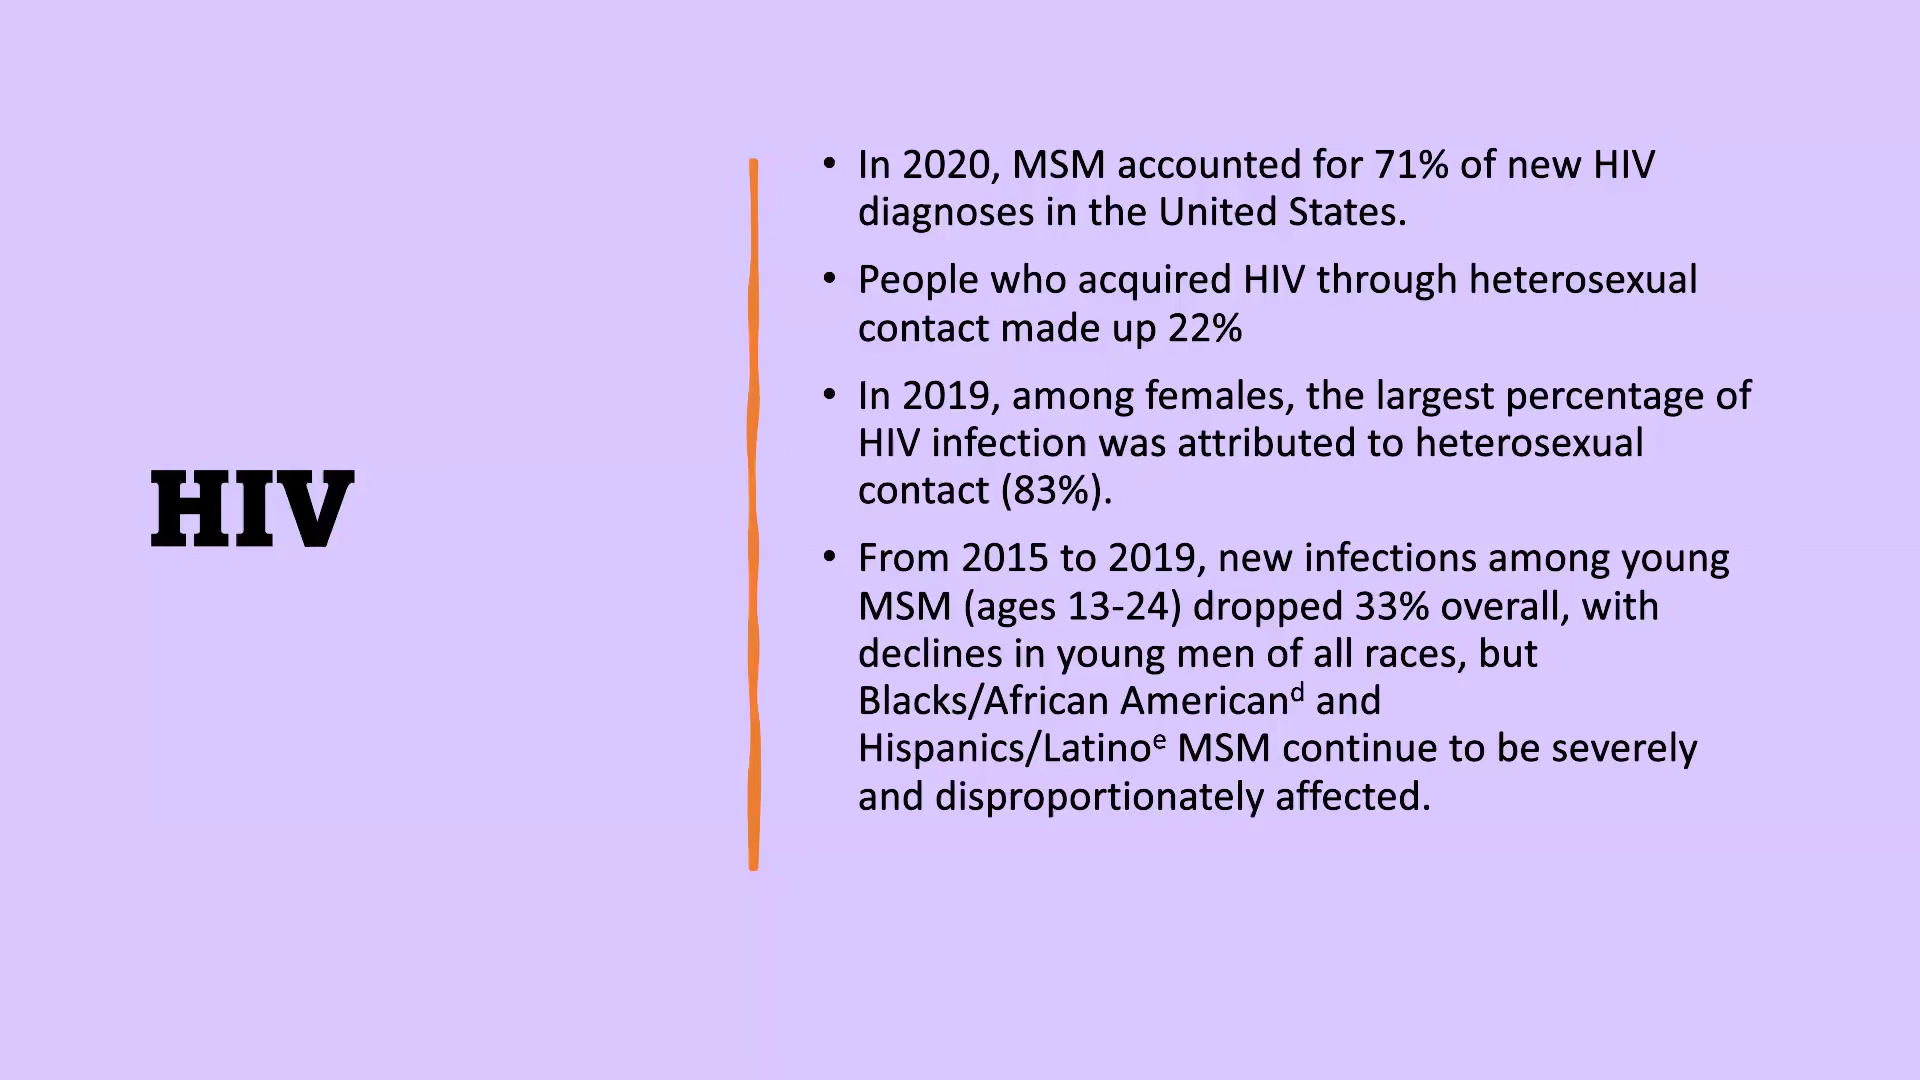 HIV
• In 2020, MSM accounted for 71% of new HIV
diagnoses in the United States.
• People who acquired HIV through heterosexual
contact made up 22%
• In 2019, among females, the largest percentage of
HIV infection was attributed to heterosexual
contact (83%).
• From 2015 to 2019, new infections among young
MSM (ages 13-24) dropped 33% overall, with
declines in young men of all races, but
Blacks/African Americanᵈ and
Hispanics/Latinoᵉ MSM continue to be severely
and disproportionately affected.